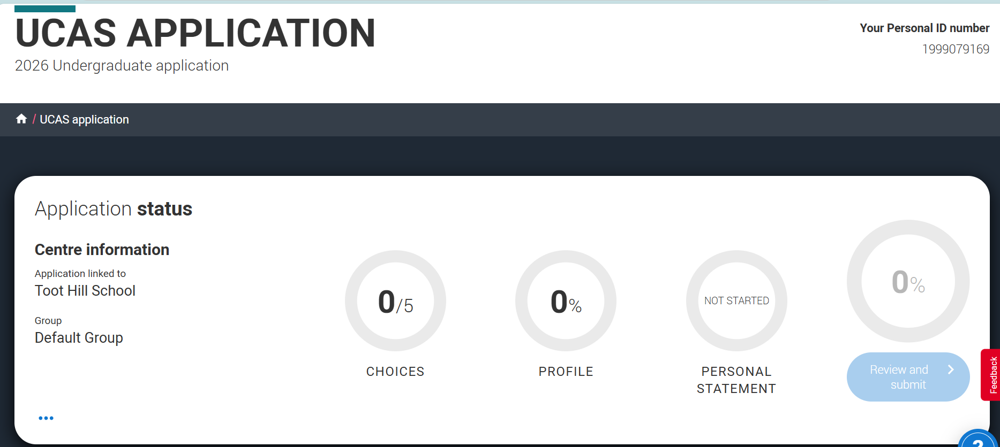 UCAS APPLICATION
2026 Undergraduate application
Your Personal ID number
1999079169
/ UCAS application
Application status
Centre information
Application linked to
Toot Hill School
Group
Default Group
0/5
CHOICES
0%
PROFILE
NOT STARTED
PERSONAL
STATEMENT
0%
Review and
submit
Feedback
?